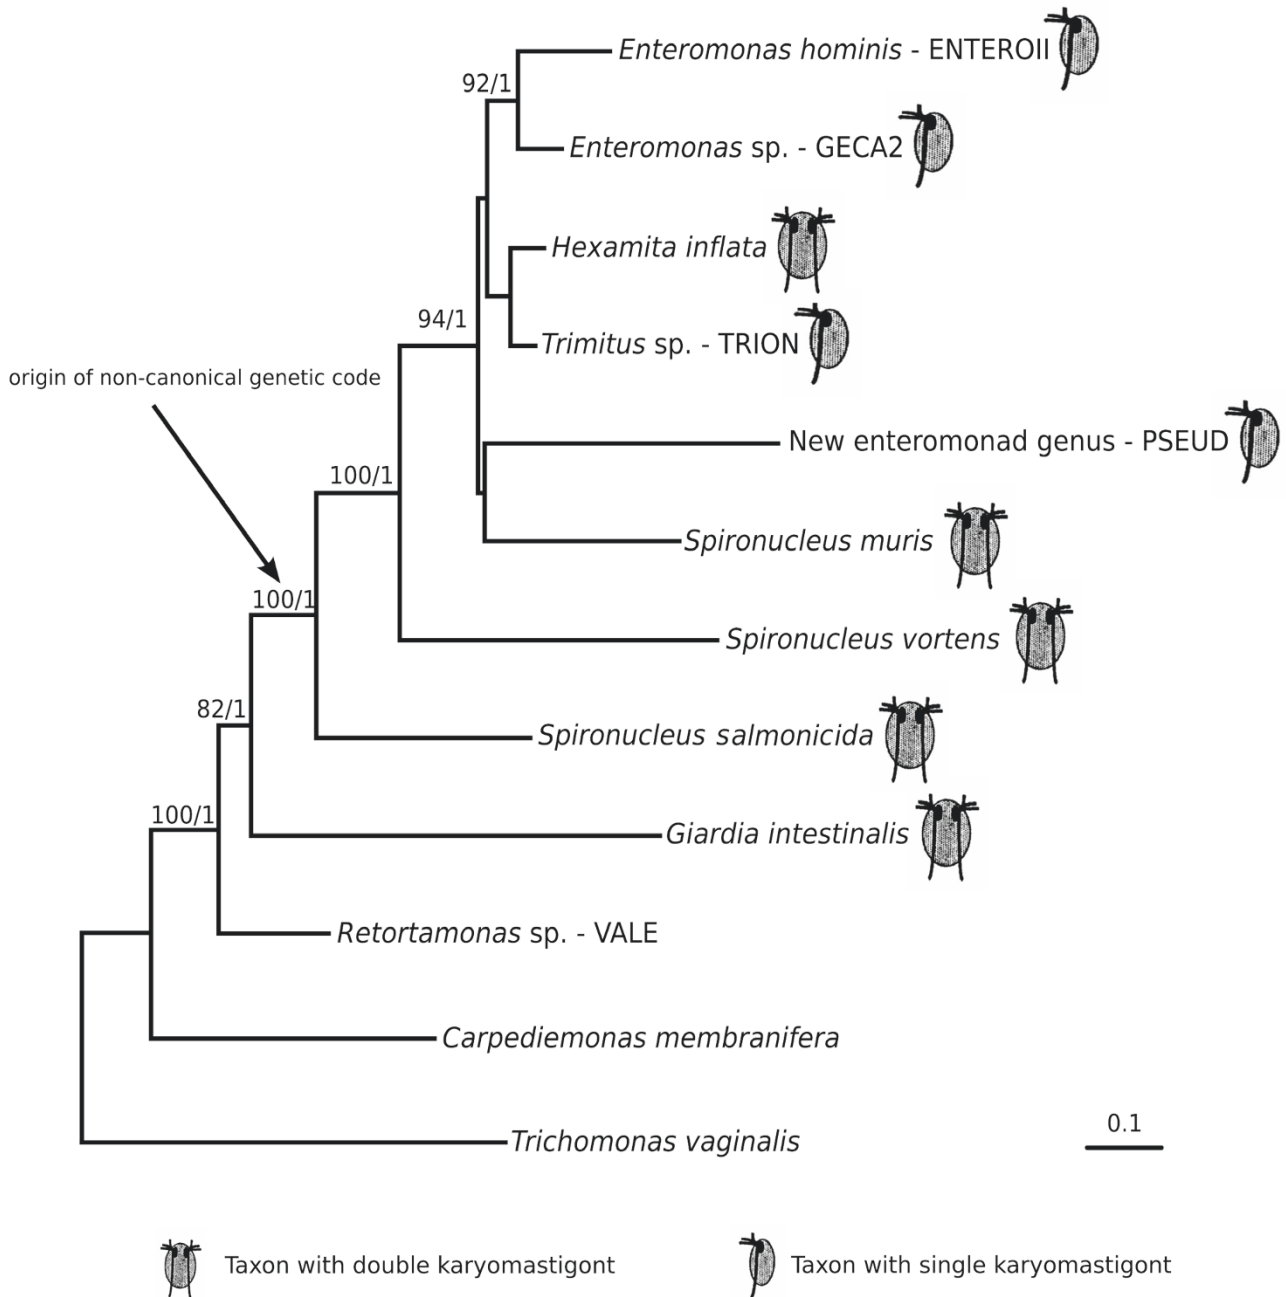 Enteromonas hominis - ENTEROII
92/1
Enteromonas sp. - GECA2
Hexamita inflata
94/1
Trimitus sp. - TRION
origin of non-canonical genetic code
New enteromonad genus - PSEUD
100/1
Spironucleus muris
100/1
Spironucleus vortens
82/1
Spironucleus salmonicida
100/1
Giardia intestinalis
Retortamonas sp. - VALE
Carpediemonas membranifera
0.1
Trichomonas vaginalis
Taxon with double karyomastigont
Taxon with single karyomastigont